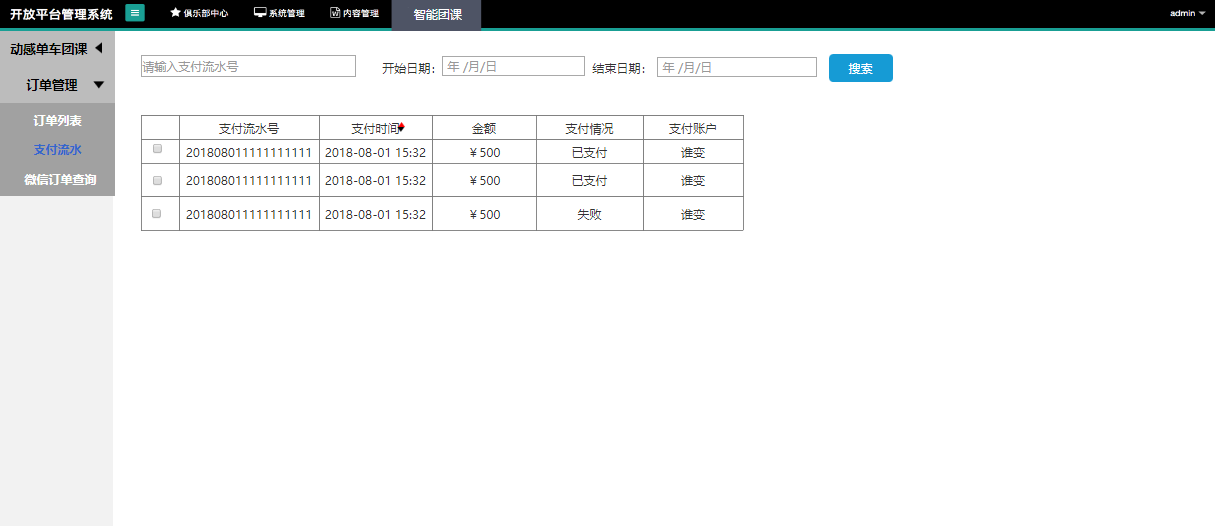 开放平台管理系统 俱乐部中心 系统管理 内容管理 智能团课 admin
动感单车团课
订单管理
订单列表
支付流水
微信订单查询
请输入支付流水号 开始日期: 年 /月/日 结束日期: 年 /月/日 搜索
支付流水号 支付时间 金额 支付情况 支付账户
201808011111111111 2018-08-01 15:32 ￥500 已支付 谁变
201808011111111111 2018-08-01 15:32 ￥500 已支付 谁变
201808011111111111 2018-08-01 15:32 ￥500 失败 谁变